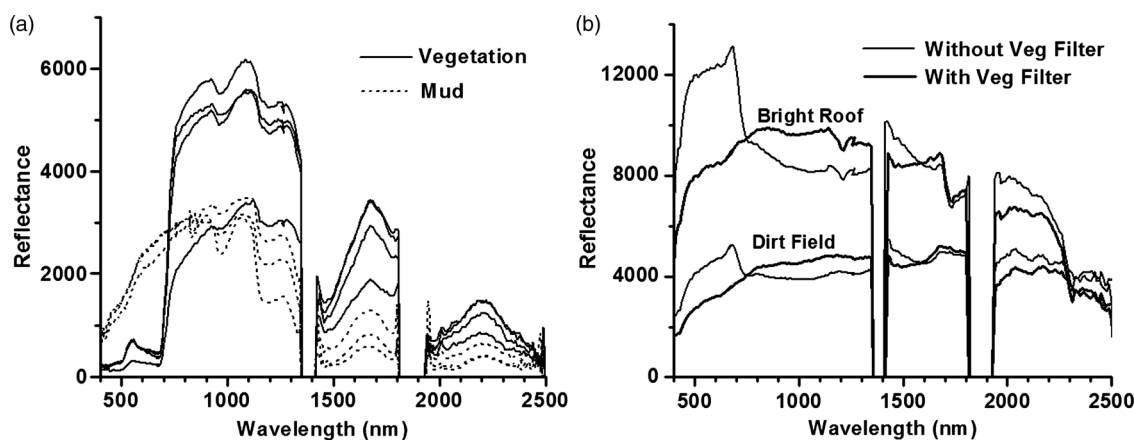 (a)
Vegetation
Mud
6000
4000
2000
0
Reflectance
500 1000 1500 2000 2500
Wavelength (nm)
(b)
Without Veg Filter
With Veg Filter
12000
8000
4000
0
Reflectance
Bright Roof
Dirt Field
500 1000 1500 2000 2500
Wavelength (nm)